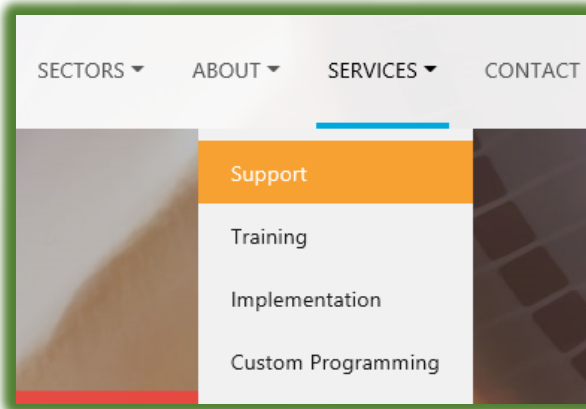 SECTORS ABOUT SERVICES CONTACT
Support
Training
Implementation
Custom Programming